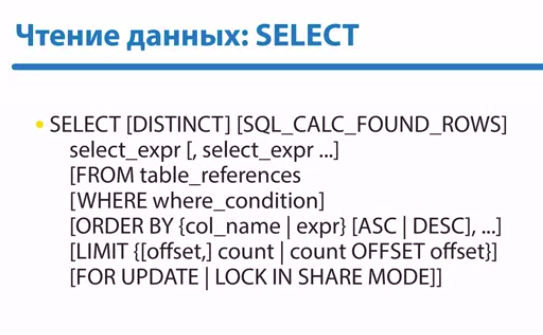 Чтение данных: SELECT
• SELECT [DISTINCT] [SQL_CALC_FOUND_ROWS]
select_expr [, select_expr ...]
[FROM table_references
[WHERE where_condition]
[ORDER BY {col_name | expr} [ASC | DESC], ...]
[LIMIT {[offset,] count | count OFFSET offset}]
[FOR UPDATE | LOCK IN SHARE MODE]]